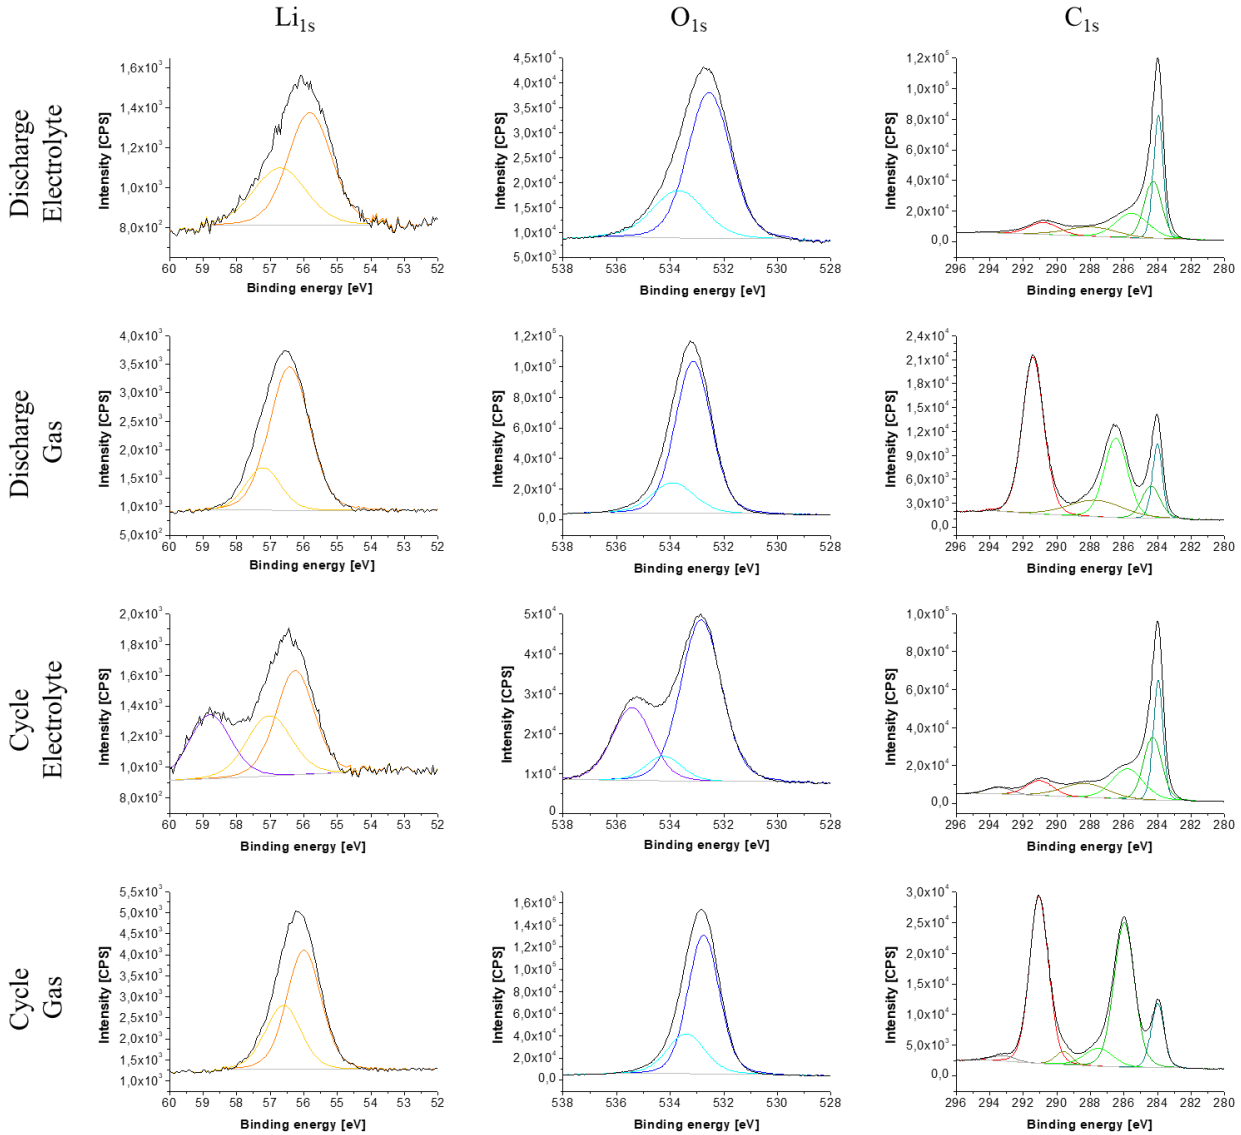 Li1s O1s C1s
Discharge
Electrolyte
1,6x10³
1,4x10³
1,2x10³
1,0x10³
8,0x10²
Intensity [CPS]
60 59 58 57 56 55 54 53 52
Binding energy [eV]
4,5x10⁴
4,0x10⁴
3,5x10⁴
3,0x10⁴
2,5x10⁴
2,0x10⁴
1,5x10⁴
1,0x10⁴
5,0x10³
Intensity [CPS]
538 536 534 532 530 528
Binding energy [eV]
1,2x10⁵
1,0x10⁵
8,0x10⁴
6,0x10⁴
4,0x10⁴
2,0x10⁴
0,0
Intensity [CPS]
296 294 292 290 288 286 284 282 280
Binding energy [eV]
Discharge
Gas
4,0x10³
3,5x10³
3,0x10³
2,5x10³
2,0x10³
1,5x10³
1,0x10³
5,0x10²
Intensity [CPS]
60 59 58 57 56 55 54 53 52
Binding energy [eV]
1,2x10⁵
1,0x10⁵
8,0x10⁴
6,0x10⁴
4,0x10⁴
2,0x10⁴
0,0
Intensity [CPS]
538 536 534 532 530 528
Binding energy [eV]
2,4x10⁴
2,1x10⁴
1,8x10⁴
1,5x10⁴
1,2x10⁴
9,0x10³
6,0x10³
3,0x10³
0,0
Intensity [CPS]
296 294 292 290 288 286 284 282 280
Binding energy [eV]
Cycle
Electrolyte
2,0x10³
1,8x10³
1,6x10³
1,4x10³
1,2x10³
1,0x10³
8,0x10²
Intensity [CPS]
60 59 58 57 56 55 54 53 52
Binding energy [eV]
5x10⁴
4x10⁴
3x10⁴
2x10⁴
1x10⁴
0
Intensity [CPS]
538 536 534 532 530 528
Binding energy [eV]
1,0x10⁵
8,0x10⁴
6,0x10⁴
4,0x10⁴
2,0x10⁴
0,0
Intensity [CPS]
296 294 292 290 288 286 284 282 280
Binding energy [eV]
Cycle
Gas
5,5x10³
5,0x10³
4,5x10³
4,0x10³
3,5x10³
3,0x10³
2,5x10³
2,0x10³
1,5x10³
1,0x10³
Intensity [CPS]
60 59 58 57 56 55 54 53 52
Binding energy [eV]
1,6x10⁵
1,4x10⁵
1,2x10⁵
1,0x10⁵
8,0x10⁴
6,0x10⁴
4,0x10⁴
2,0x10⁴
0,0
Intensity [CPS]
538 536 534 532 530 528
Binding energy [eV]
3,0x10⁴
2,5x10⁴
2,0x10⁴
1,5x10⁴
1,0x10⁴
5,0x10³
0,0
Intensity [CPS]
296 294 292 290 288 286 284 282 280
Binding energy [eV]